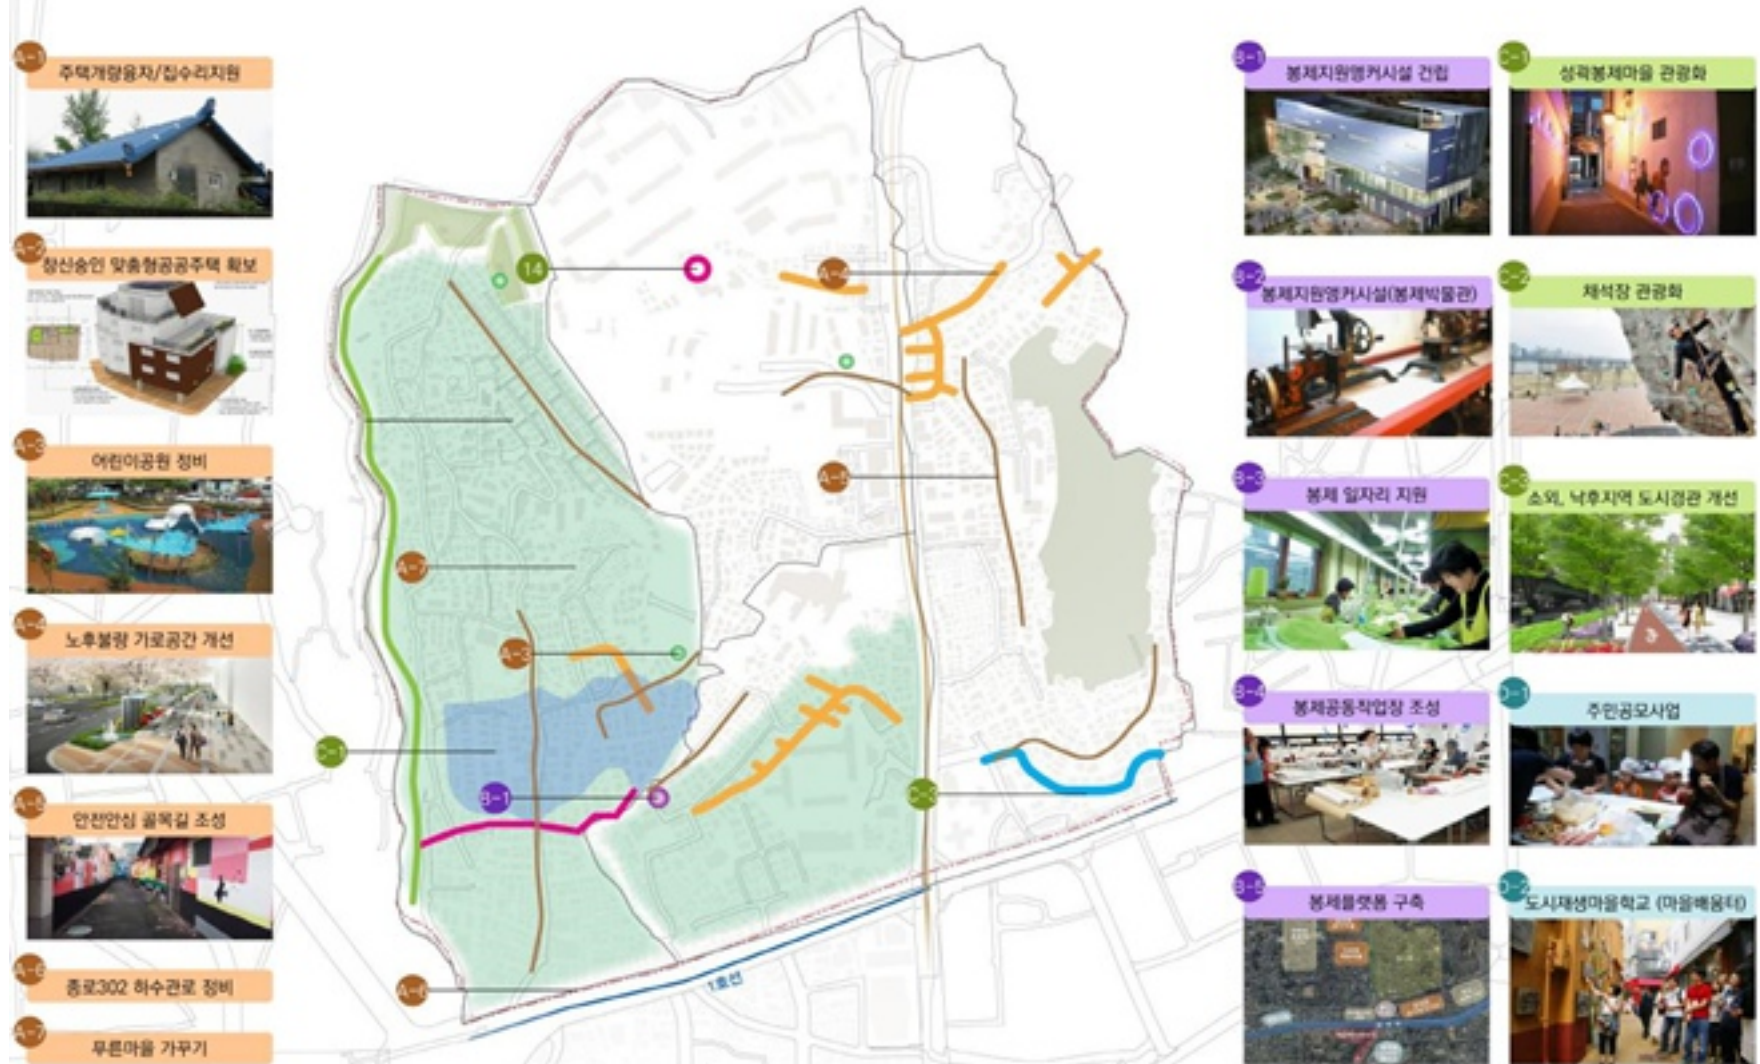 A-1
주택개량융자/집수리지원
A-2
창신숭인 맞춤형공공주택 확보
A-3
어린이공원 정비
A-4
노후불량 가로공간 개선
A-5
안전안심 골목길 조성
A-6
종로302 하수관로 정비
A-7
푸른마을 가꾸기
14
A-4
A-5
A-7
A-3
C-1
B-1
C-3
A-6
1호선
B-1
봉제지원앵커시설 건립
B-2
봉제지원앵커시설(봉제박물관)
B-3
봉제 일자리 지원
B-4
봉제공동작업장 조성
B-5
봉제플랫폼 구축
C-1
성곽봉제마을 관광화
C-2
채석장 관광화
C-3
소외, 낙후지역 도시경관 개선
D-1
주민공모사업
D-2
도시재생마을학교 (마을배움터)